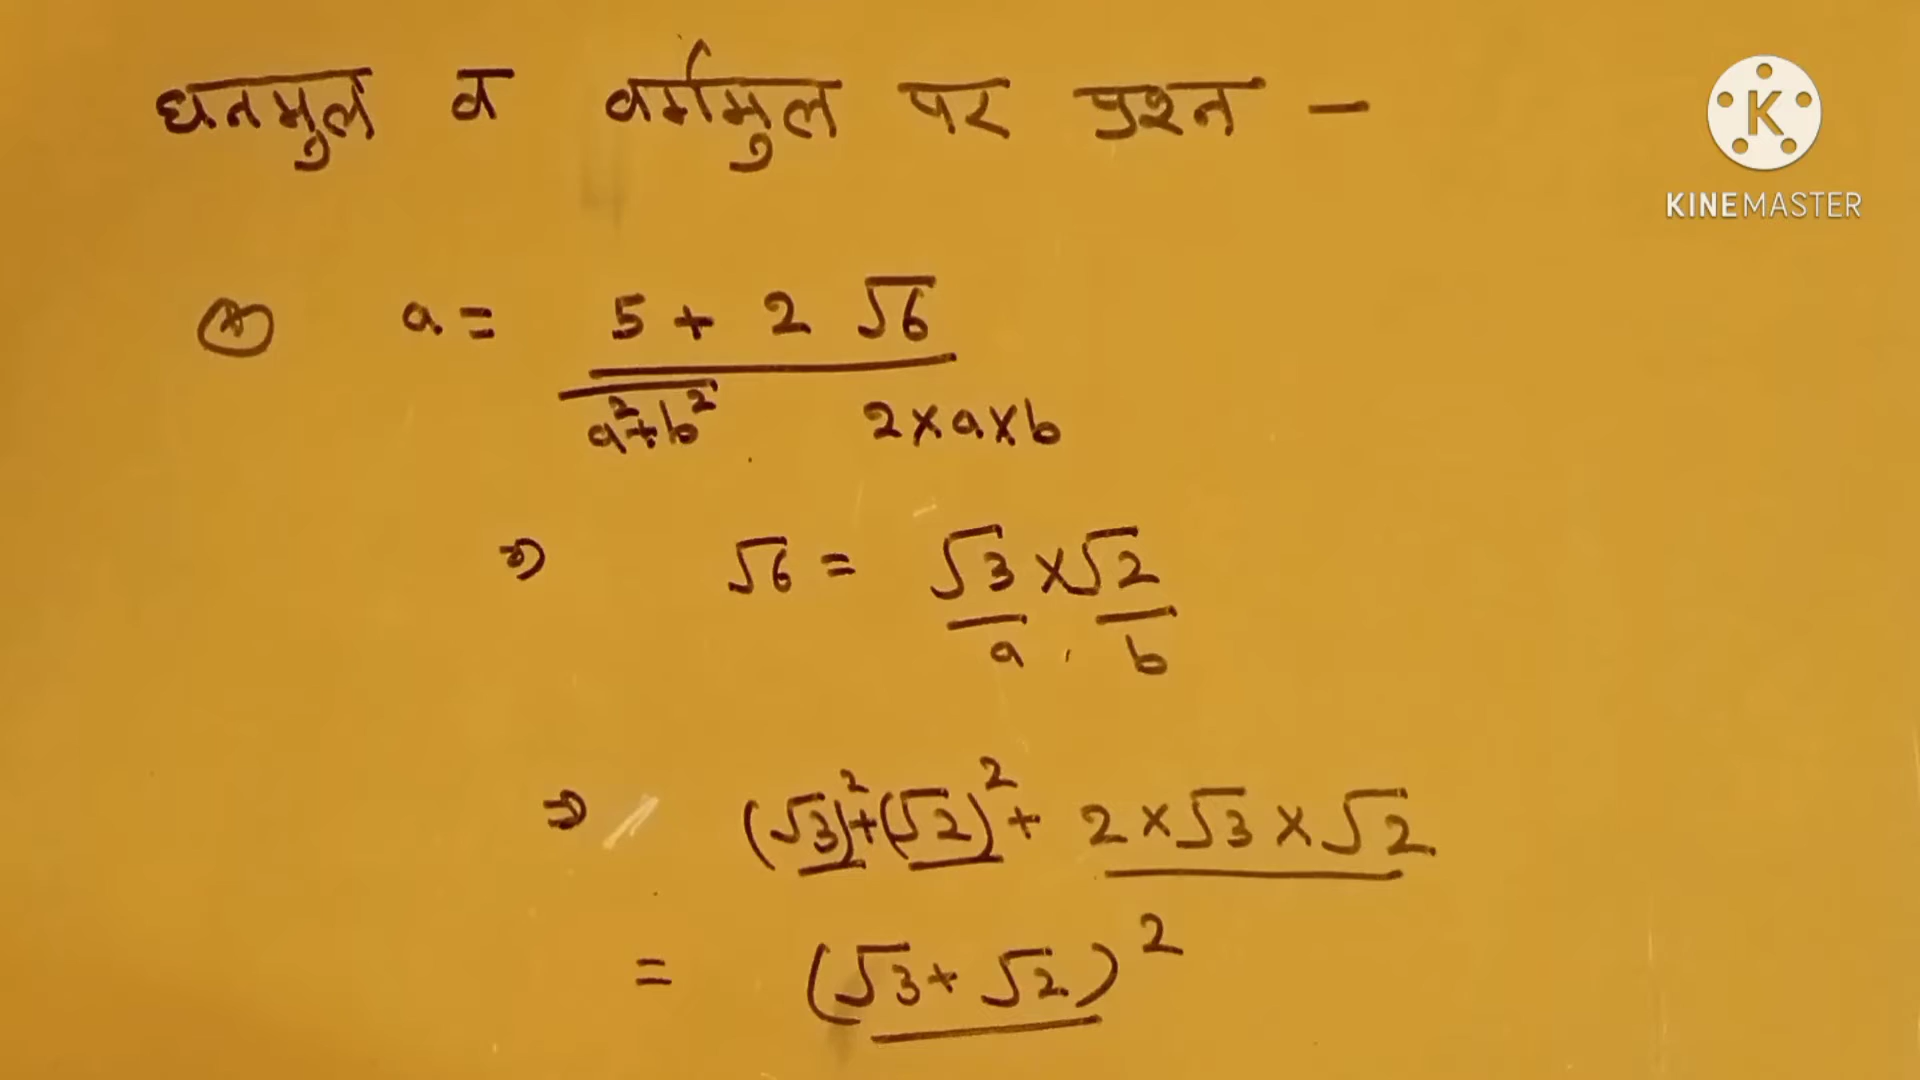 घनमुल व वर्गमुल पर प्रश्न -
K
KINEMASTER
a = 5 + 2 √6
a²+b² 2×a×b
⇒ √6 = √3 × √2
a , b
⇒ (√3)²+(√2)²+ 2×√3×√2
= (√3+√2)²